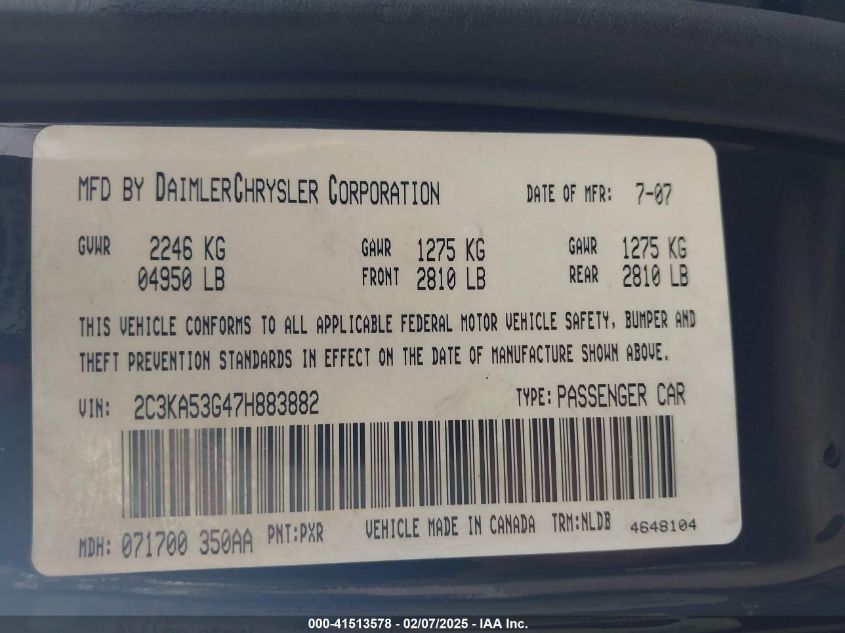 MFD BY DAIMLERCHRYSLER CORPORATION DATE OF MFR: 7-07
GVWR 2246 KG GAWR 1275 KG GAWR 1275 KG
04950 LB FRONT 2810 LB REAR 2810 LB
THIS VEHICLE CONFORMS TO ALL APPLICABLE FEDERAL MOTOR VEHICLE SAFETY, BUMPER AND
THEFT PREVENTION STANDARDS IN EFFECT ON THE DATE OF MANUFACTURE SHOWN ABOVE.
VIN: 2C3KA53G47H883882 TYPE: PASSENGER CAR
MDH: 071700 350AA PNT:PXR VEHICLE MADE IN CANADA TRM:NLDB 4648104
000-41513578 - 02/07/2025 - IAA Inc.